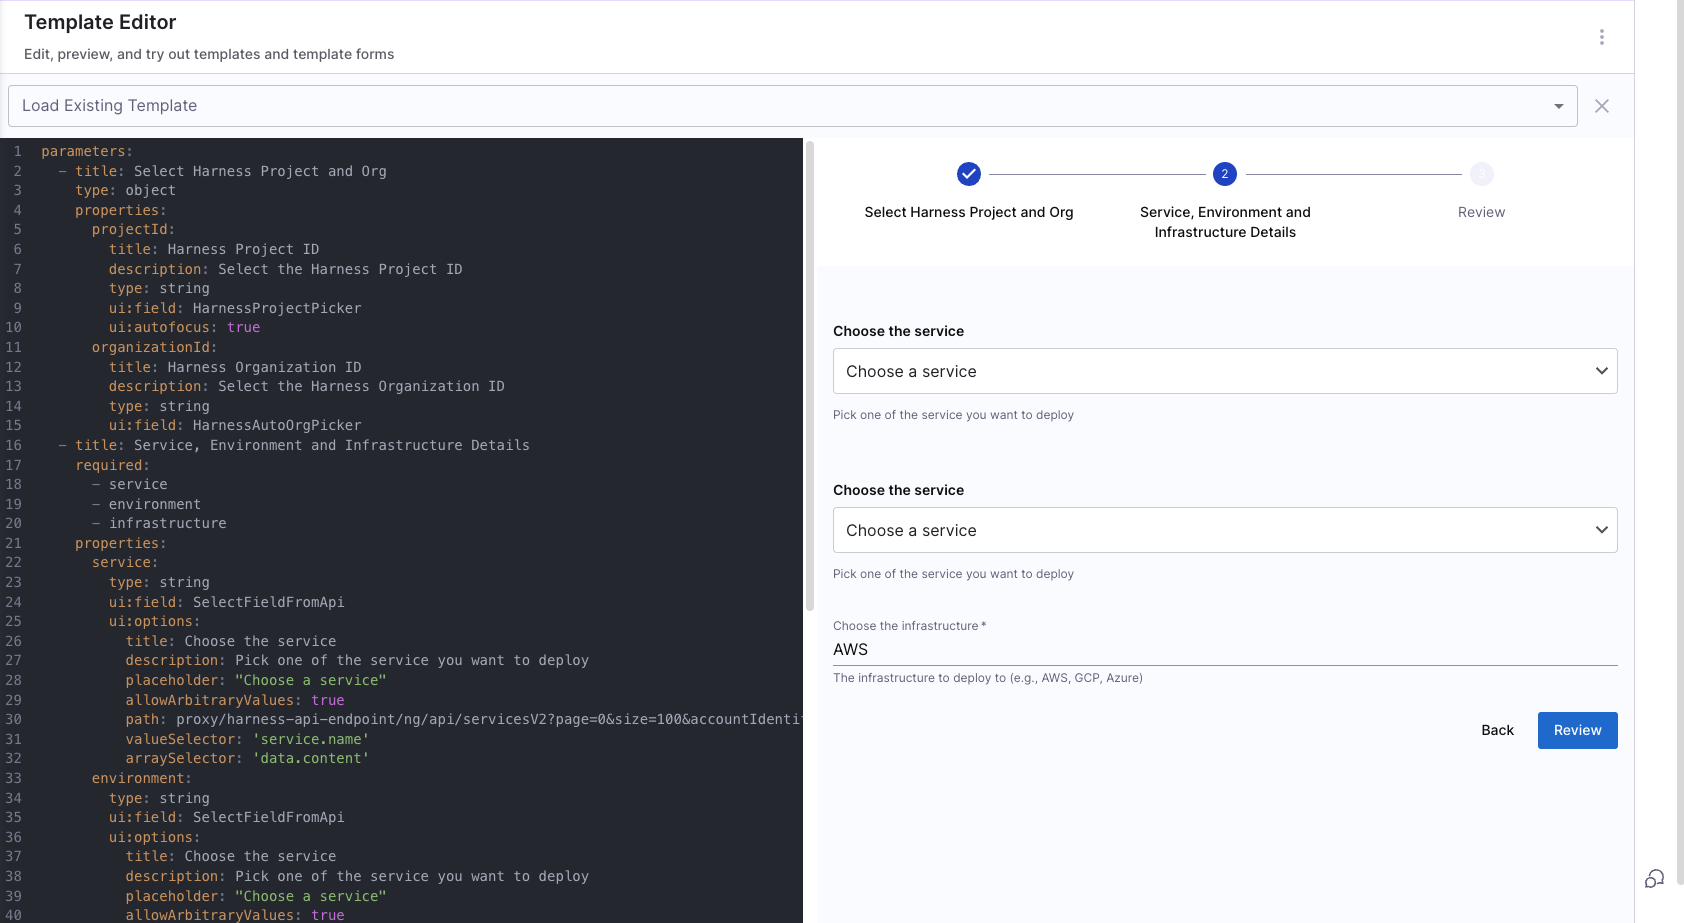 Template Editor
Edit, preview, and try out templates and template forms
Load Existing Template
1 parameters:
2 - title: Select Harness Project and Org
3 type: object
4 properties:
5 projectId:
6 title: Harness Project ID
7 description: Select the Harness Project ID
8 type: string
9 ui:field: HarnessProjectPicker
10 ui:autofocus: true
11 organizationId:
12 title: Harness Organization ID
13 description: Select the Harness Organization ID
14 type: string
15 ui:field: HarnessAutoOrgPicker
16 - title: Service, Environment and Infrastructure Details
17 required:
18 - service
19 - environment
20 - infrastructure
21 properties:
22 service:
23 type: string
24 ui:field: SelectFieldFromApi
25 ui:options:
26 title: Choose the service
27 description: Pick one of the service you want to deploy
28 placeholder: "Choose a service"
29 allowArbitraryValues: true
30 path: proxy/harness-api-endpoint/ng/api/servicesV2?page=0&size=100&accountIdenti
31 valueSelector: 'service.name'
32 arraySelector: 'data.content'
33 environment:
34 type: string
35 ui:field: SelectFieldFromApi
36 ui:options:
37 title: Choose the service
38 description: Pick one of the service you want to deploy
39 placeholder: "Choose a service"
40 allowArbitraryValues: true
2
3
Select Harness Project and Org
Service, Environment and
Infrastructure Details
Review
Choose the service
Choose a service
Pick one of the service you want to deploy
Choose the service
Choose a service
Pick one of the service you want to deploy
Choose the infrastructure *
AWS
The infrastructure to deploy to (e.g., AWS, GCP, Azure)
Back
Review